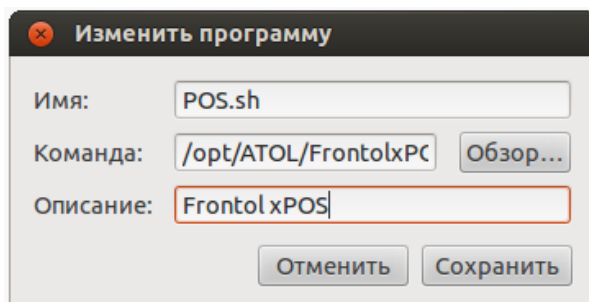 Изменить программу
Имя: POS.sh
Команда: /opt/ATOL/FrontolxPC Обзор...
Описание: Frontol xPOS
Отменить Сохранить